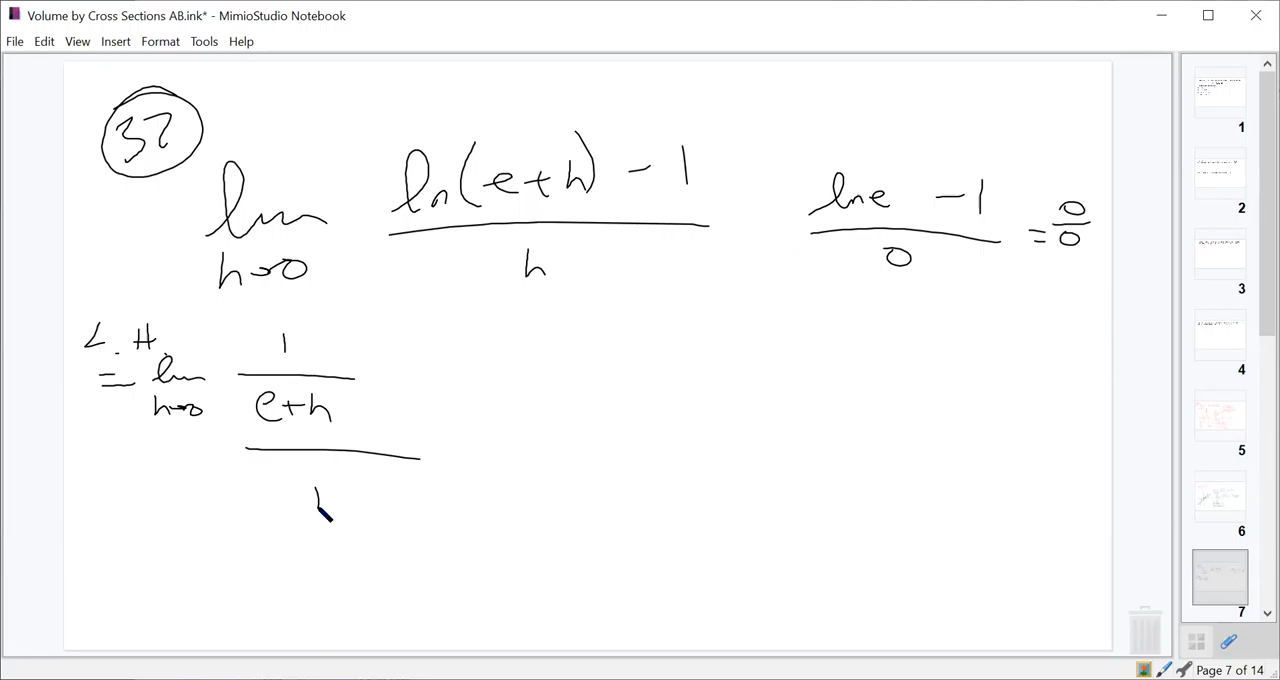 Volume by Cross Sections AB.ink* - MimioStudio Notebook
File Edit View Insert Format Tools Help
37
lim h→0 (ln(e+h) - 1)/h
(ln e - 1)/0 = 0/0
L.H.
= lim h→0 (1/(e+h))/1
1
2
3
4
5
6
7
Page 7 of 14